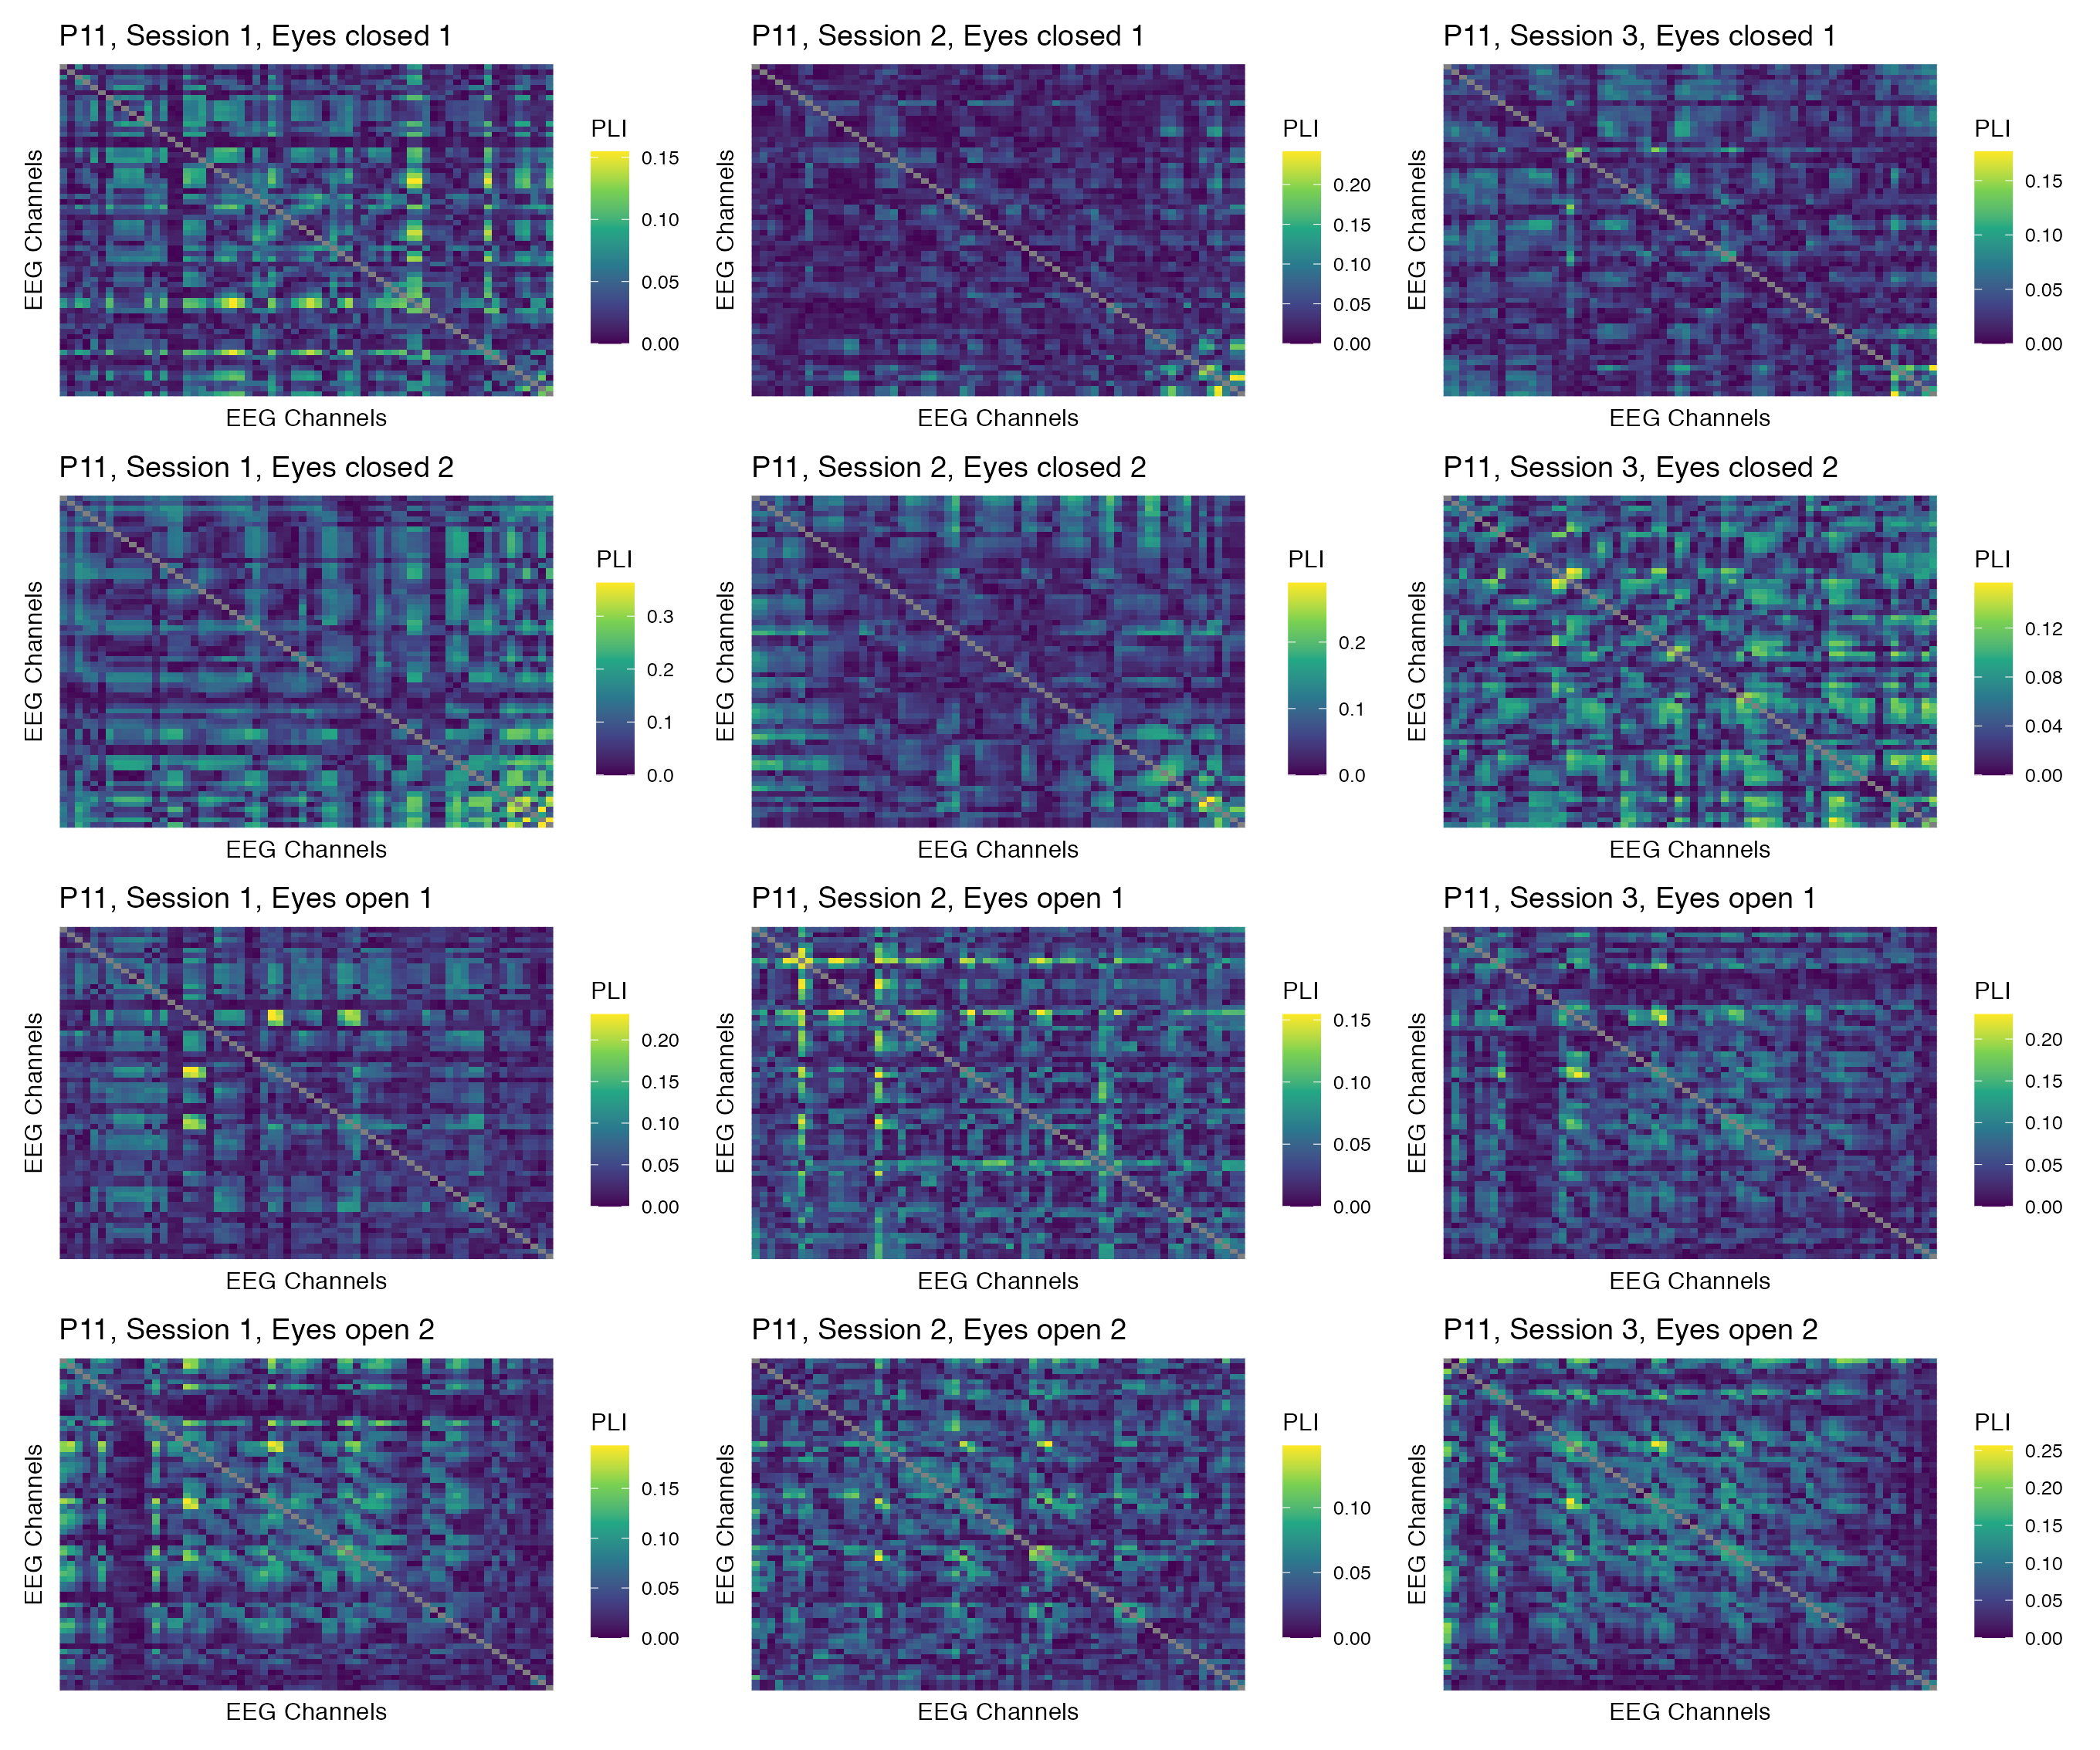 P11, Session 1, Eyes closed 1
P11, Session 2, Eyes closed 1
P11, Session 3, Eyes closed 1
EEG Channels
EEG Channels
PLI
0.15
0.10
0.05
0.00
EEG Channels
EEG Channels
PLI
0.20
0.15
0.10
0.05
0.00
EEG Channels
EEG Channels
PLI
0.15
0.10
0.05
0.00
P11, Session 1, Eyes closed 2
P11, Session 2, Eyes closed 2
P11, Session 3, Eyes closed 2
EEG Channels
EEG Channels
PLI
0.3
0.2
0.1
0.0
EEG Channels
EEG Channels
PLI
0.2
0.1
0.0
EEG Channels
EEG Channels
PLI
0.12
0.08
0.04
0.00
P11, Session 1, Eyes open 1
P11, Session 2, Eyes open 1
P11, Session 3, Eyes open 1
EEG Channels
EEG Channels
PLI
0.20
0.15
0.10
0.05
0.00
EEG Channels
EEG Channels
PLI
0.15
0.10
0.05
0.00
EEG Channels
EEG Channels
PLI
0.20
0.15
0.10
0.05
0.00
P11, Session 1, Eyes open 2
P11, Session 2, Eyes open 2
P11, Session 3, Eyes open 2
EEG Channels
EEG Channels
PLI
0.15
0.10
0.05
0.00
EEG Channels
EEG Channels
PLI
0.10
0.05
0.00
EEG Channels
EEG Channels
PLI
0.25
0.20
0.15
0.10
0.05
0.00